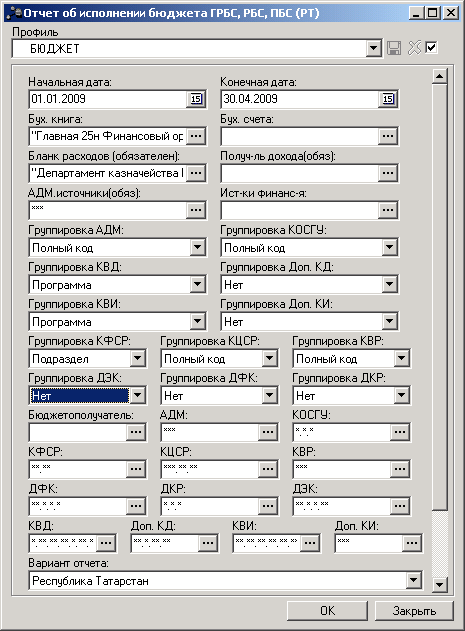 Отчет об исполнении бюджета ГРБС, РБС, ПБС (РТ)
Профиль
БЮДЖЕТ
Начальная дата: Конечная дата:
01.01.2009 15 30.04.2009 15
Бух. книга: Бух. счета:
"Главная 25н Финансовый ор ...
Бланк расходов (обязателен): Получ-ль дохода(обяз):
"Департамент казначейства ...
АДМ.источники(обяз): Ист-ки финанс-я:
***
Группировка АДМ: Группировка КОСГУ:
Полный код Полный код
Группировка КВД: Группировка Доп. КД:
Программа Нет
Группировка КВИ: Группировка Доп. КИ:
Программа Нет
Группировка КФСР: Группировка КЦСР: Группировка КВР:
Подраздел Полный код Полный код
Группировка ДЭК: Группировка ДФК: Группировка ДКР:
Нет Нет Нет
Бюджетополучатель: АДМ: КОСГУ:
*** *.*.*
КФСР: КЦСР: КВР:
**.** ***.**.** ***
ДФК: ДКР: ДЭК:
**.*.*.* *.*.* **.*.*.**
КВД: Доп. КД: КВИ: Доп. КИ:
***
Вариант отчета:
Республика Татарстан
OK Закрыть